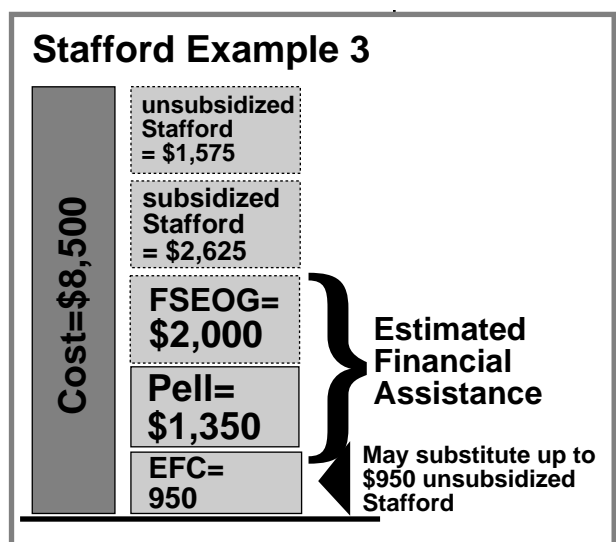 Stafford Example 3
Cost=$8,500
unsubsidized
Stafford
= $1,575
subsidized
Stafford
= $2,625
FSEOG=
$2,000
Pell=
$1,350
EFC=
950
Estimated
Financial
Assistance
May substitute up to
$950 unsubsidized
Stafford